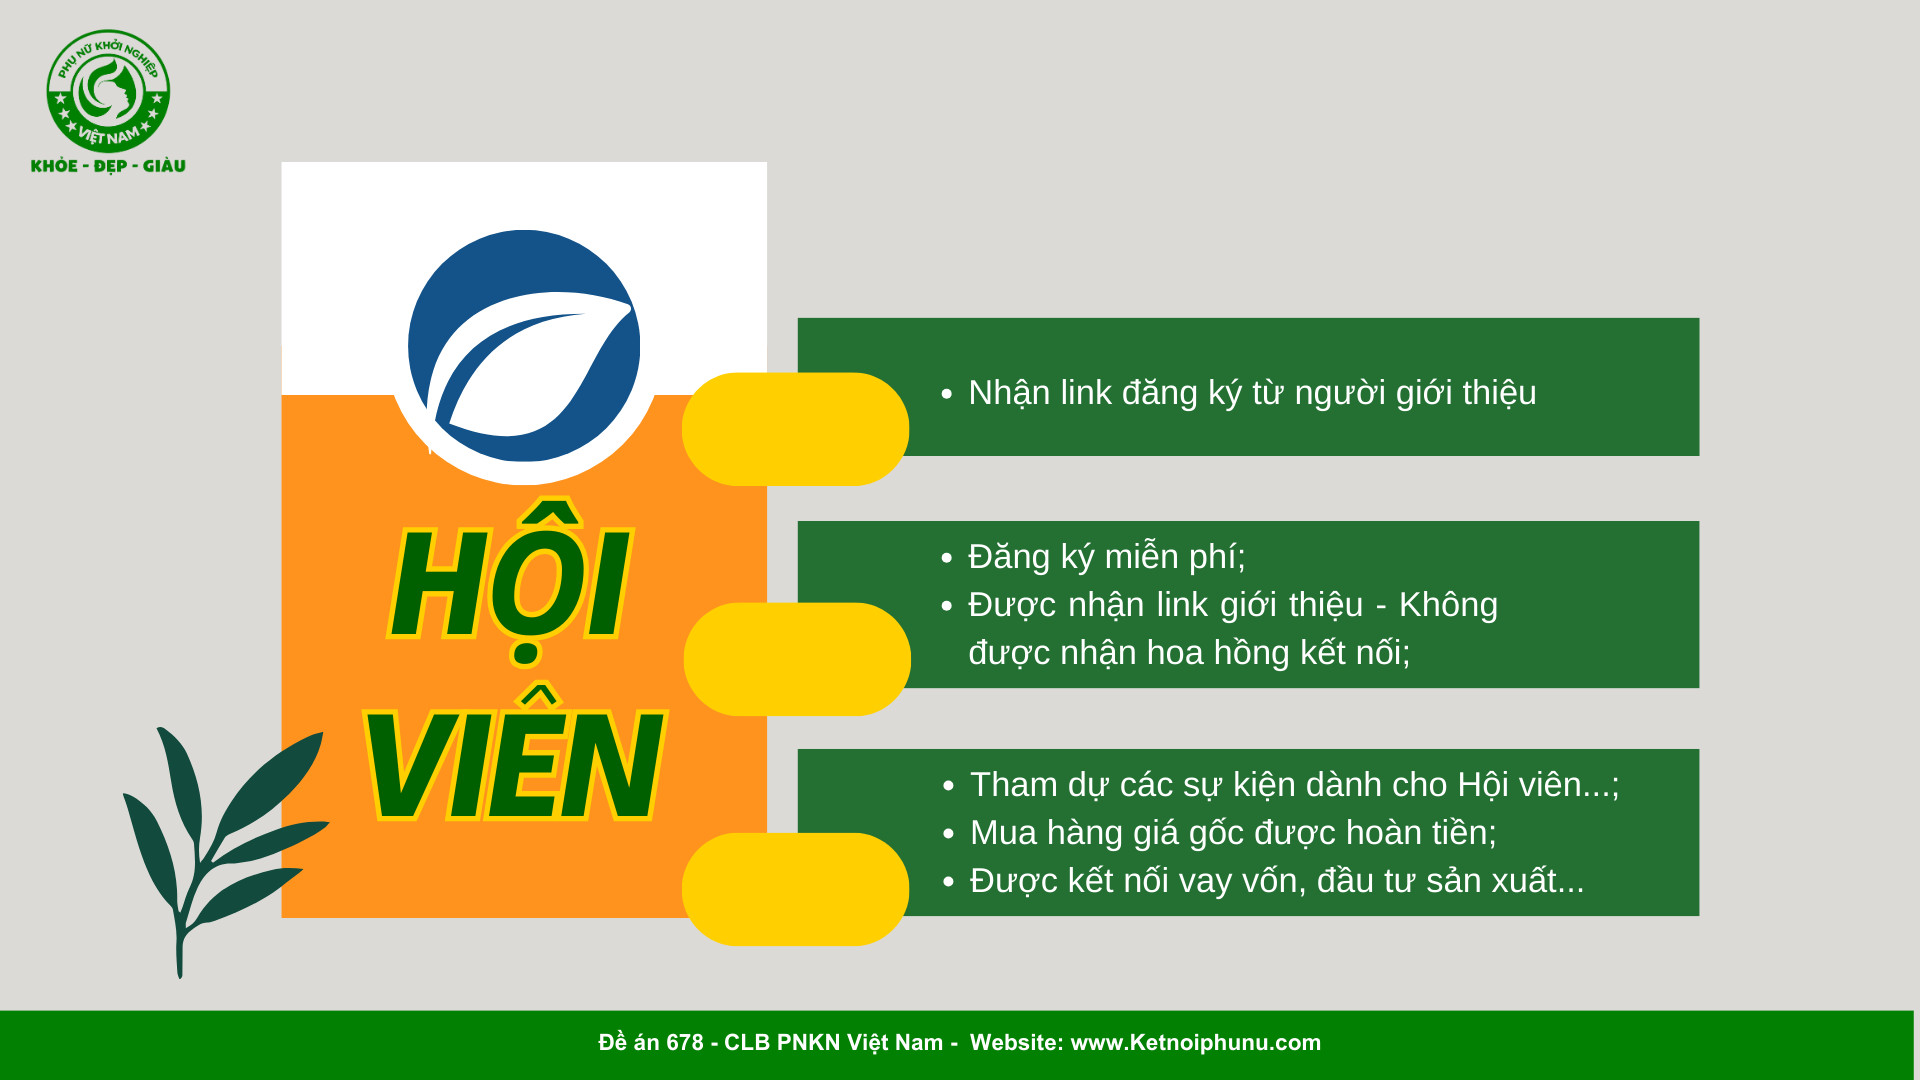 PHỤ NỮ KHỞI NGHIỆP
VIỆT NAM
KHỎE - ĐẸP - GIÀU
HỘI
VIÊN
• Nhận link đăng ký từ người giới thiệu
• Đăng ký miễn phí;
• Được nhận link giới thiệu - Không
được nhận hoa hồng kết nối;
• Tham dự các sự kiện dành cho Hội viên...;
• Mua hàng giá gốc được hoàn tiền;
• Được kết nối vay vốn, đầu tư sản xuất...
Đề án 678 - CLB PNKN Việt Nam - Website: www.Ketnoiphunu.com